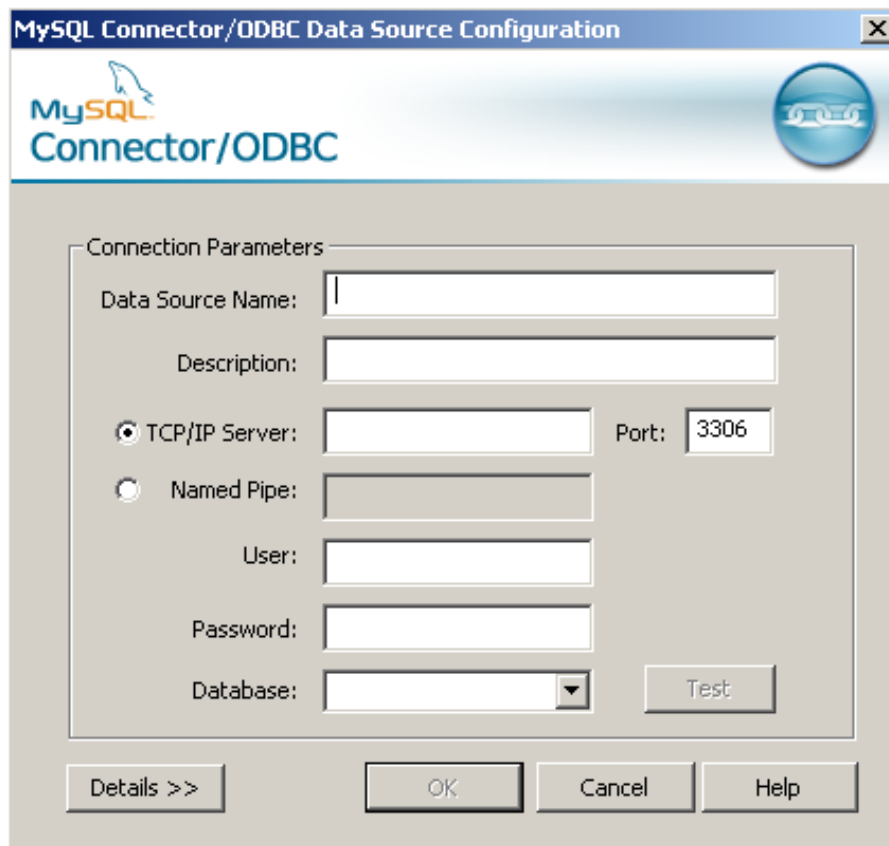 MySQL Connector/ODBC Data Source Configuration
MySQL
Connector/ODBC
Connection Parameters
Data Source Name:
Description:
TCP/IP Server:
Port: 3306
Named Pipe:
User:
Password:
Database:
Test
Details >>
OK
Cancel
Help